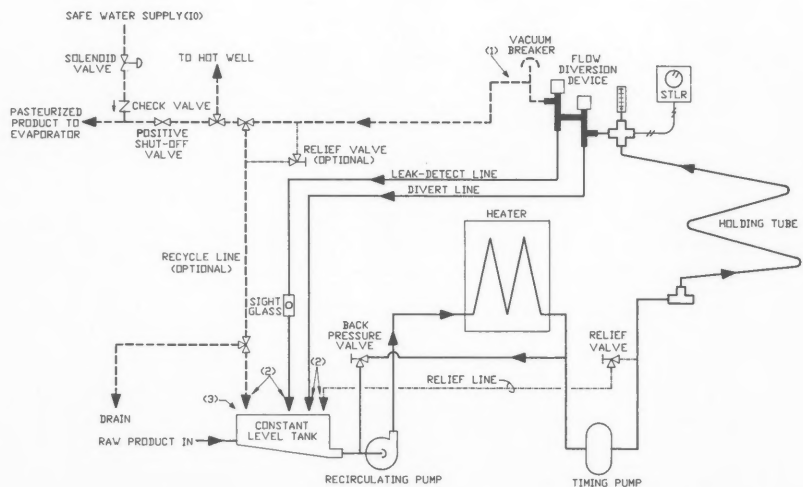 SAFE WATER SUPPLY(10)
SOLENOID
VALVE
TO HOT WELL
(1)
VACUUM
BREAKER
FLOW
DIVERSION
DEVICE
STLR
CHECK VALVE
PASTEURIZED
PRODUCT TO
EVAPORATOR
POSITIVE
SHUT-OFF
VALVE
RELIEF VALVE
(OPTIONAL)
LEAK-DETECT LINE
DIVERT LINE
HEATER
HOLDING TUBE
RECYCLE LINE
(OPTIONAL)
SIGHT
GLASS
BACK
PRESSURE
VALVE
RELIEF
VALVE
(2)
(2)
RELIEF LINE
(3)
DRAIN
CONSTANT
LEVEL TANK
RAW PRODUCT IN
RECIRCULATING PUMP
TIMING PUMP